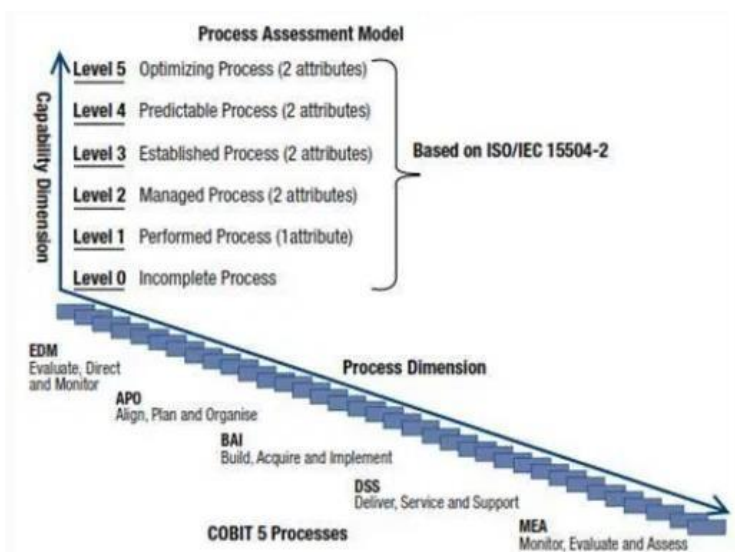 Process Assessment Model
Level 5 Optimizing Process (2 attributes)
Level 4 Predictable Process (2 attributes)
Level 3 Established Process (2 attributes)
Level 2 Managed Process (2 attributes)
Level 1 Performed Process (1attribute)
Level 0 Incomplete Process
Capability Dimension
Based on ISO/IEC 15504-2
Process Dimension
EDM
Evaluate, Direct
and Monitor
APO
Align, Plan and Organise
BAI
Build, Acquire and Implement
DSS
Deliver, Service and Support
MEA
Monitor, Evaluate and Assess
COBIT 5 Processes